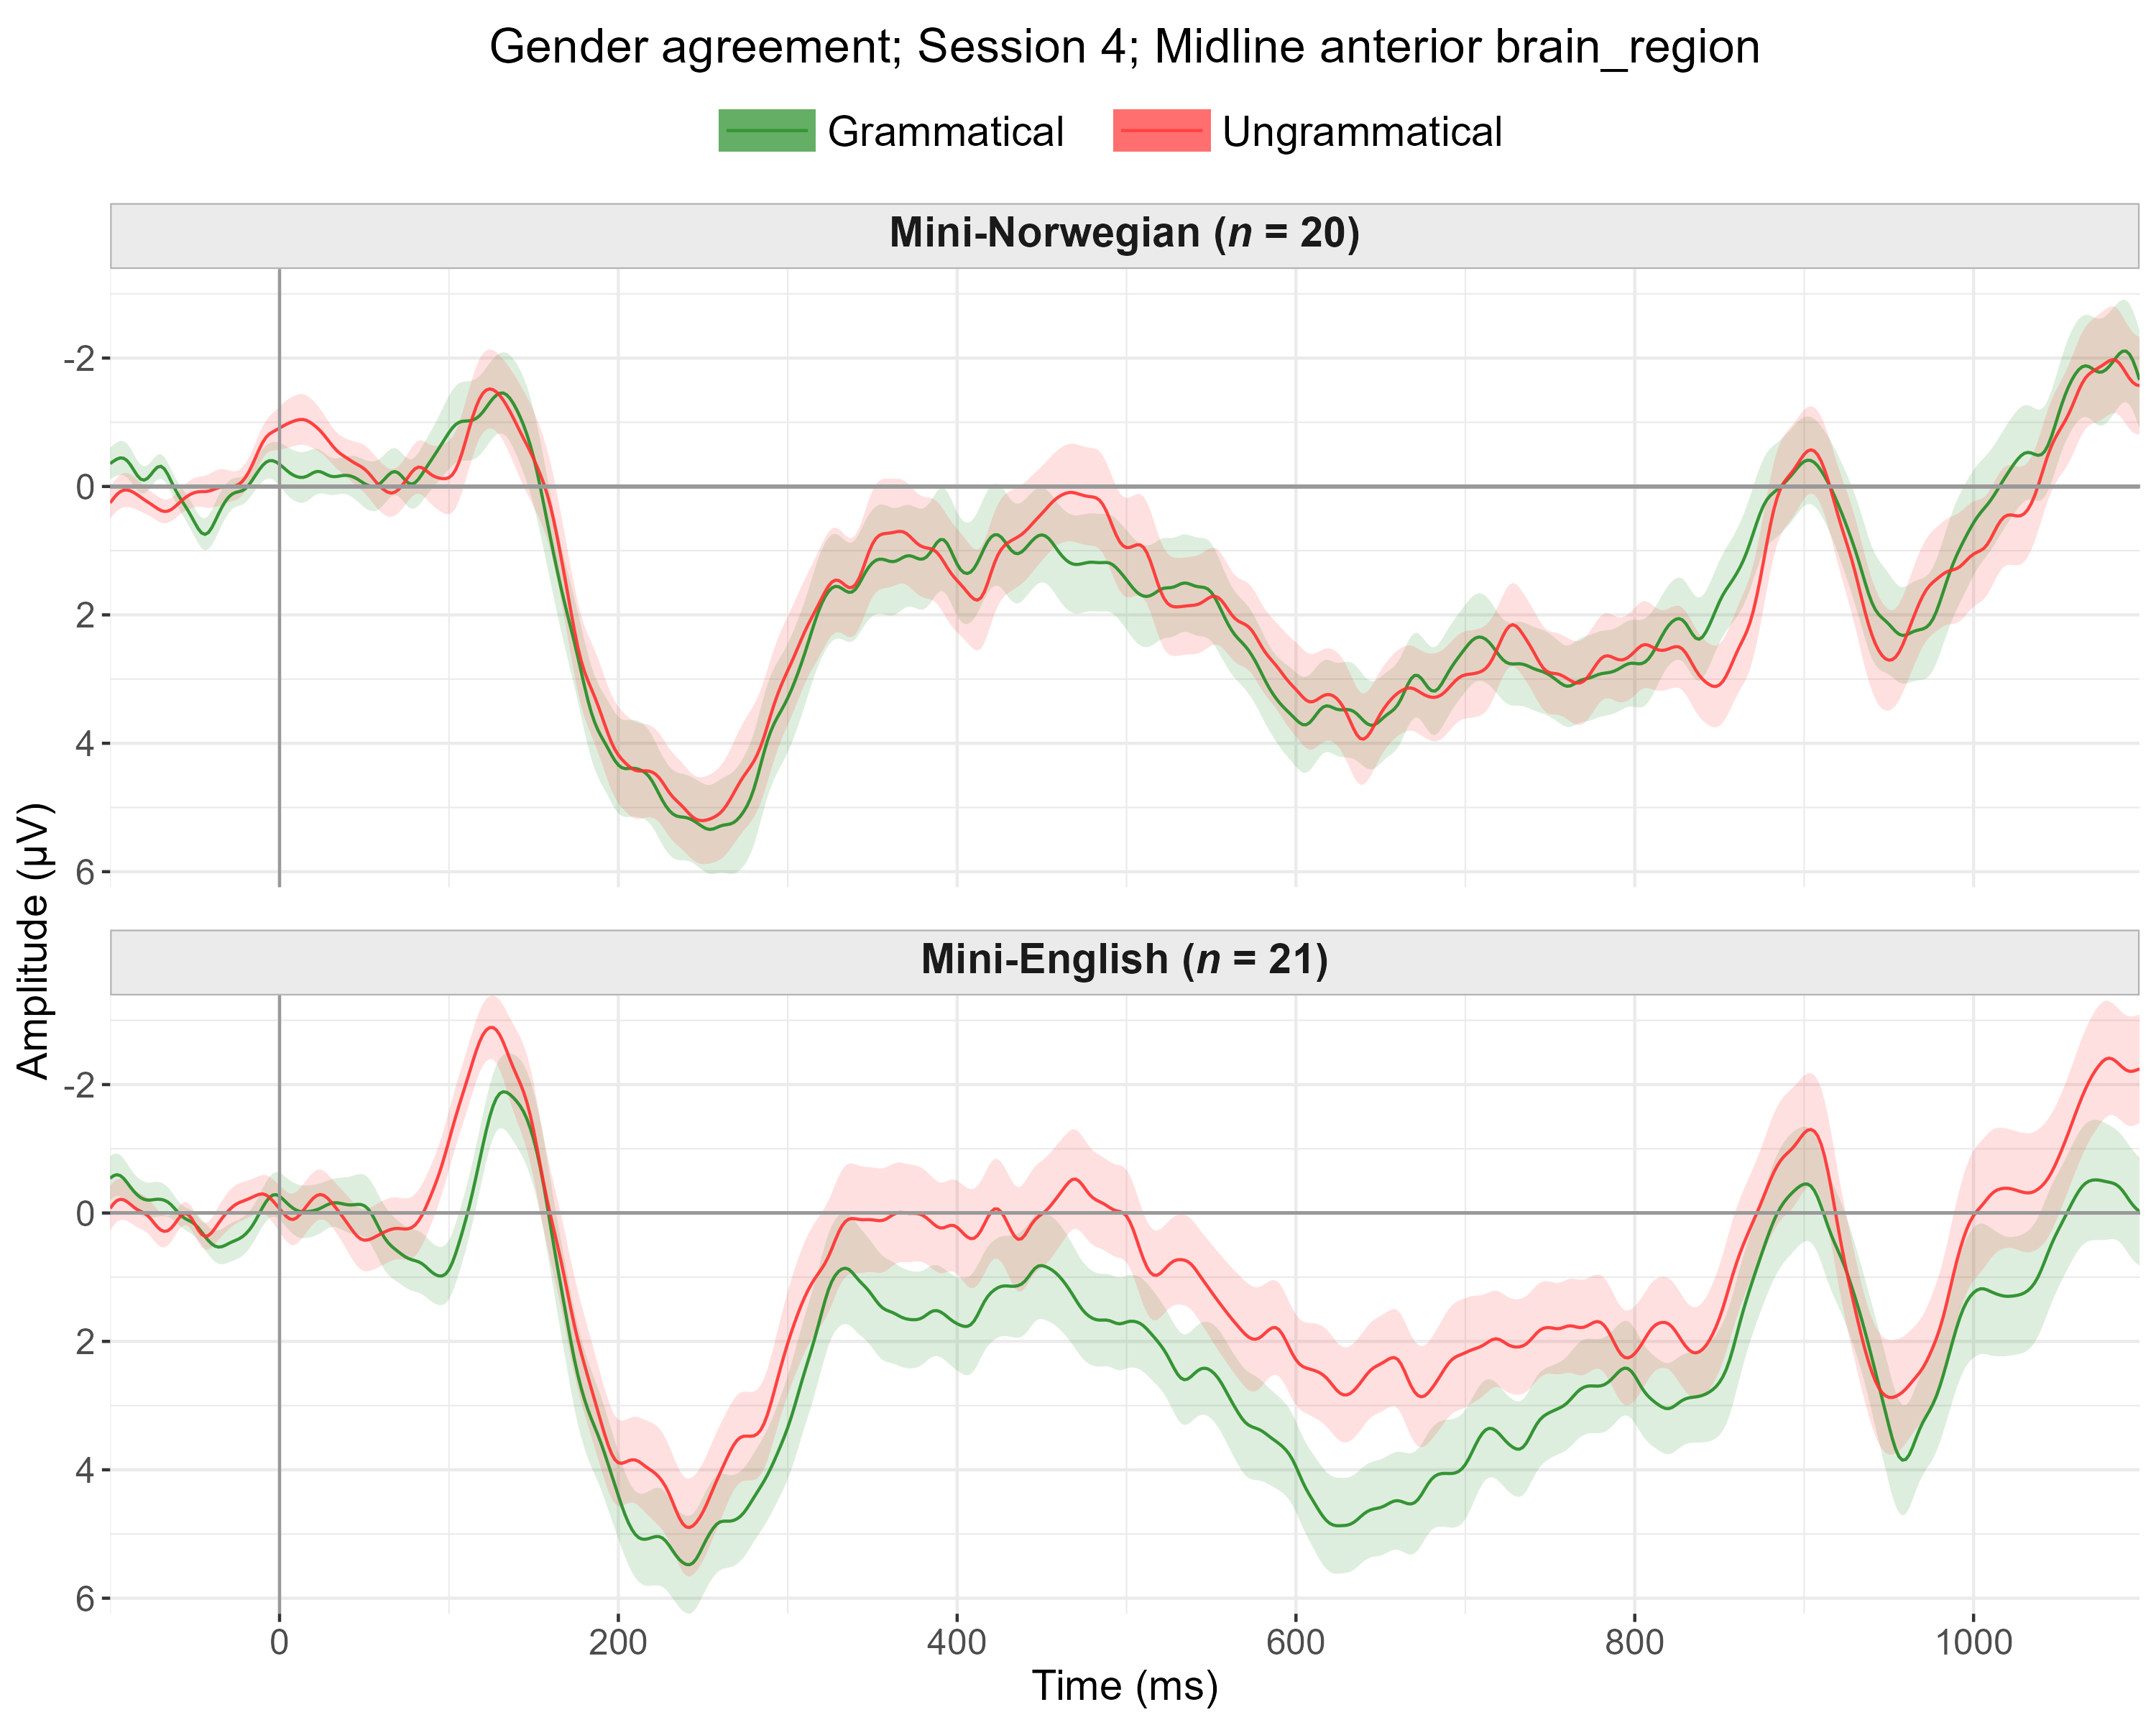 Gender agreement; Session 4; Midline anterior brain_region
Grammatical
Ungrammatical
Mini-Norwegian (n = 20)
-2
0
2
4
6
Mini-English (n = 21)
-2
0
2
4
6
0
200
400
600
800
1000
Time (ms)
Amplitude (µV)